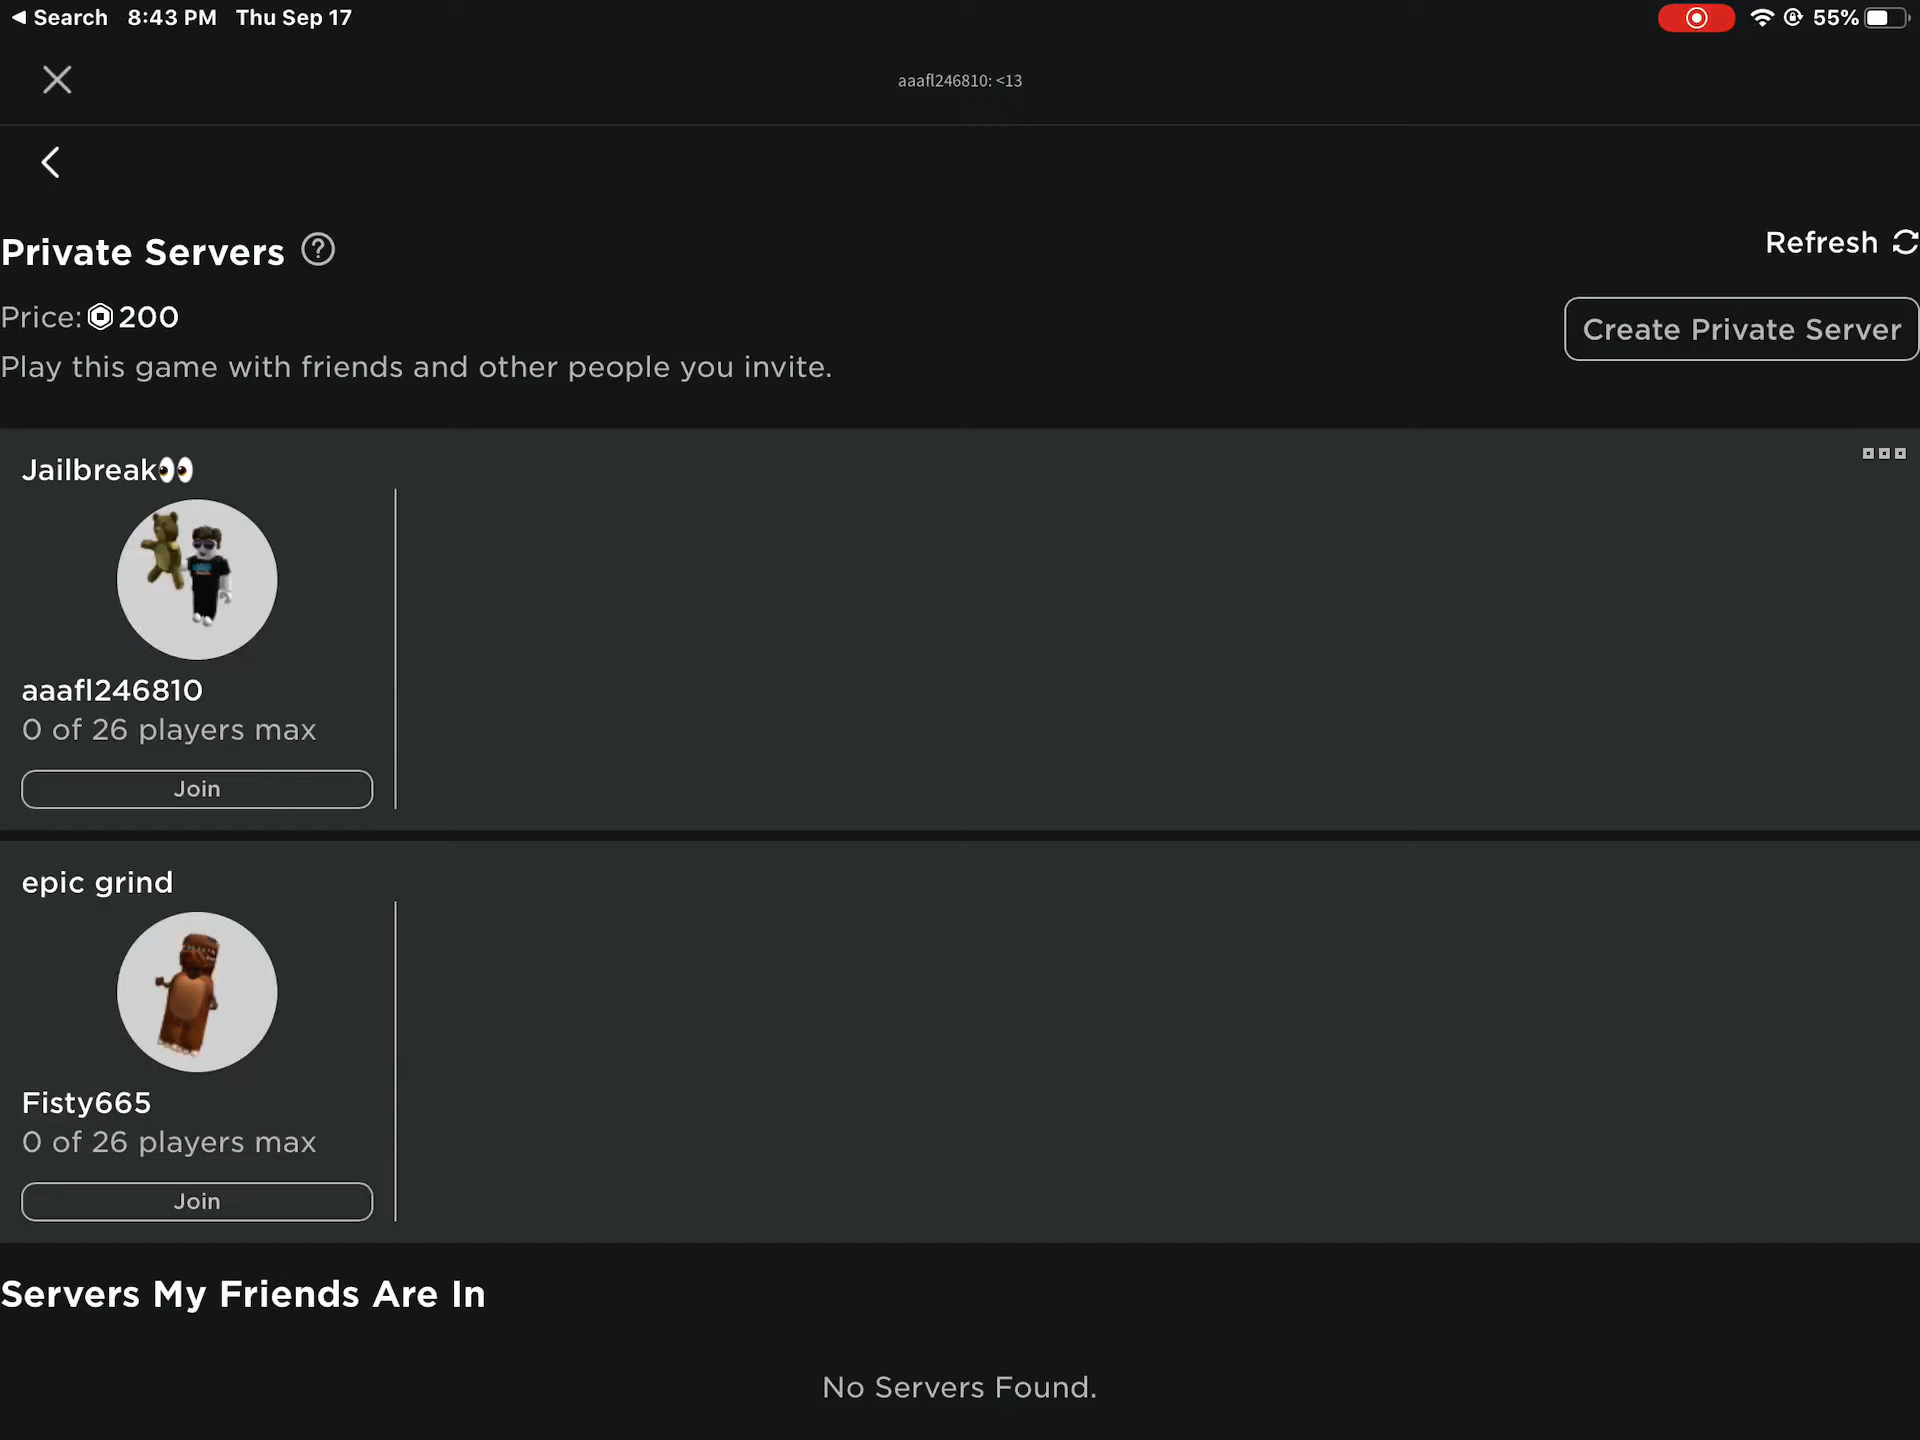 Search 8:43 PM Thu Sep 17 55%
aaafl246810: <13
Private Servers ?
Refresh
Price: 200
Create Private Server
Play this game with friends and other people you invite.
Jailbreak👀
aaafl246810
0 of 26 players max
Join
epic grind
Fisty665
0 of 26 players max
Join
Servers My Friends Are In
No Servers Found.